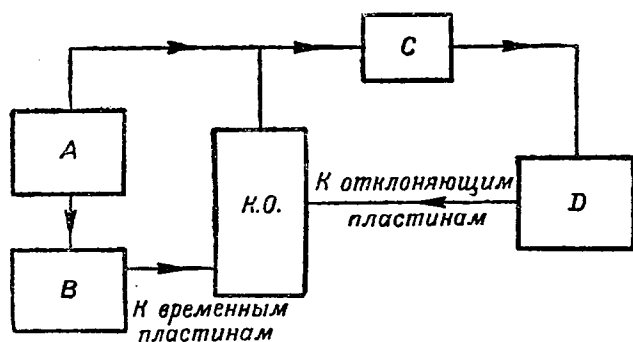 C
A
К отклоняющим
пластинам
К.О.
D
B
К временным
пластинам